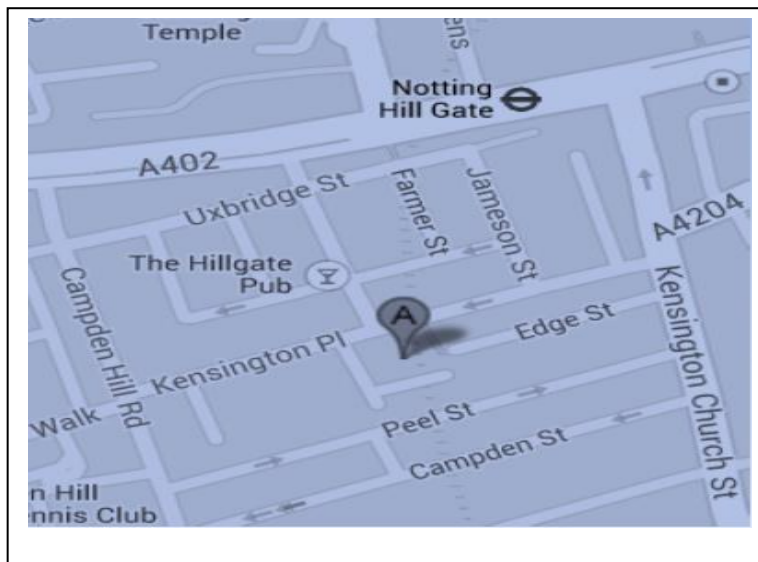 Temple
Notting
Hill Gate
A402
Uxbridge St
Farmer St
Jameson St
A4204
The Hillgate
Pub
Campden Hill Rd
Kensington Pl
A
Edge St
Kensington Church St
Walk
Peel St
Campden St
Hill
Club